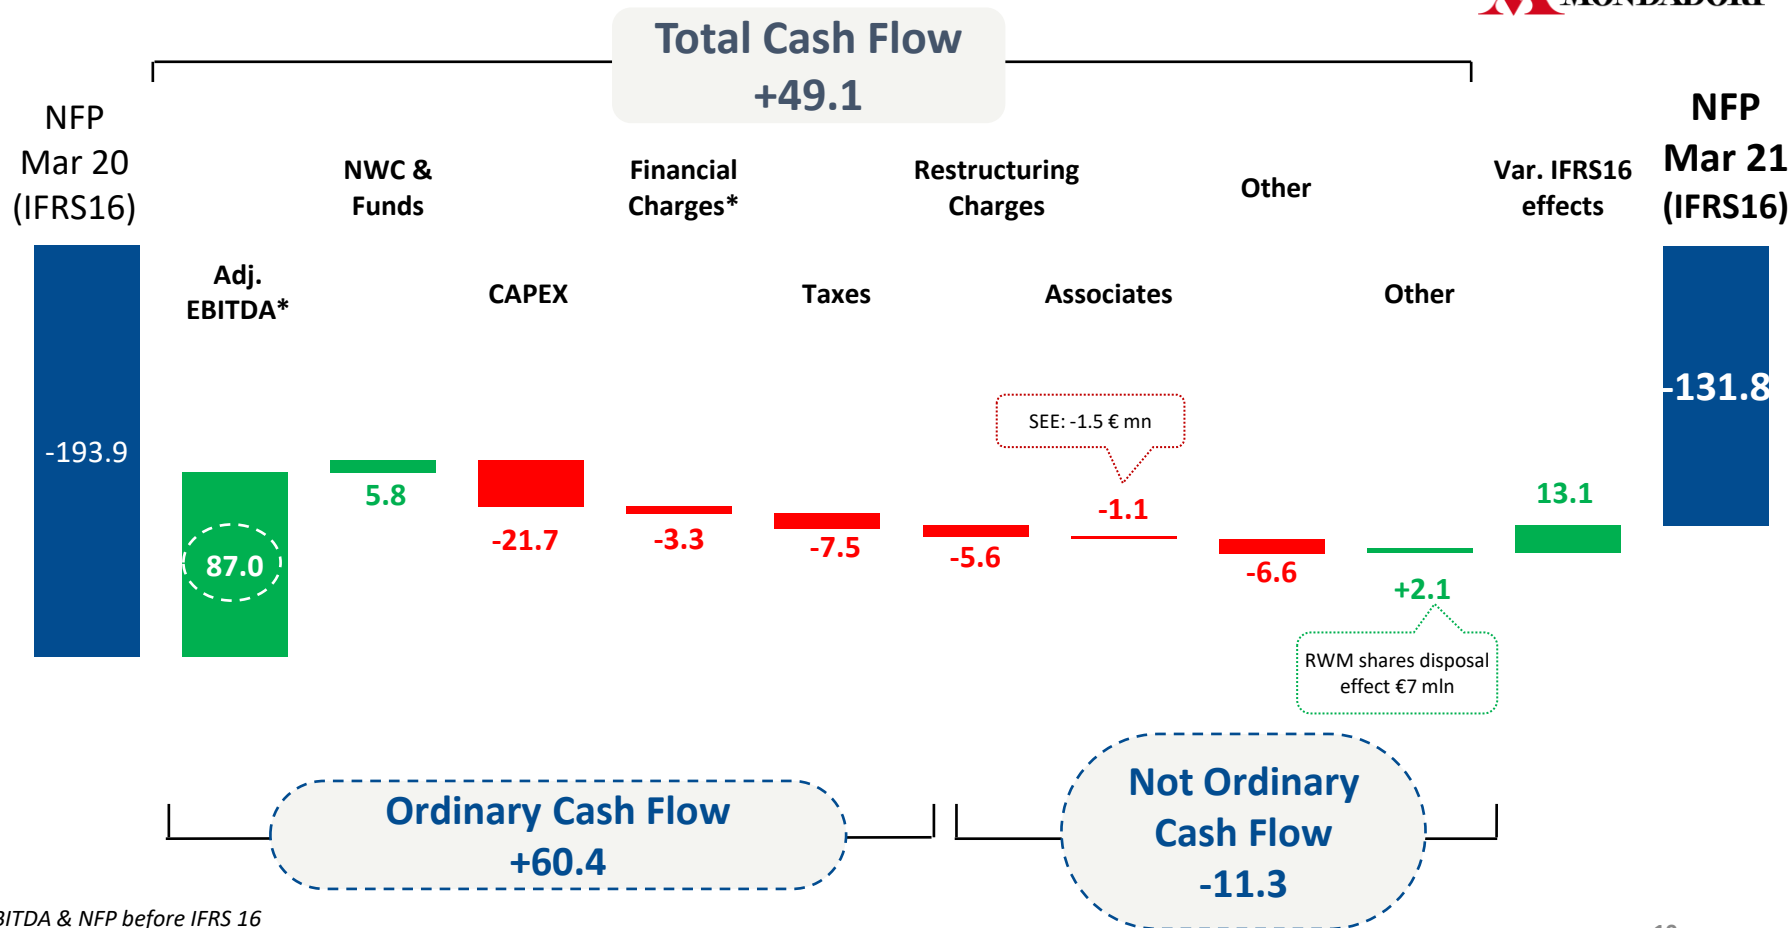 MONDADORI
Total Cash Flow
+49.1
NFP
Mar 20
(IFRS16)
NWC &
Funds
Financial
Charges*
Restructuring
Charges
Other
Var. IFRS16
effects
NFP
Mar 21
(IFRS16)
Adj.
EBITDA*
CAPEX
Taxes
Associates
Other
-193.9
87.0
5.8
-21.7
-3.3
-7.5
-5.6
SEE: -1.5 € mn
-1.1
-6.6
+2.1
RWM shares disposal
effect €7 mln
13.1
-131.8
Ordinary Cash Flow
+60.4
Not Ordinary
Cash Flow
-11.3
BITDA & NFP before IFRS 16